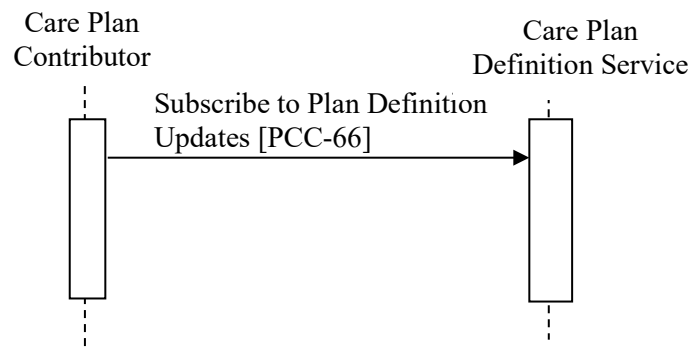 Care Plan
Contributor
Care Plan
Definition Service
Subscribe to Plan Definition
Updates [PCC-66]